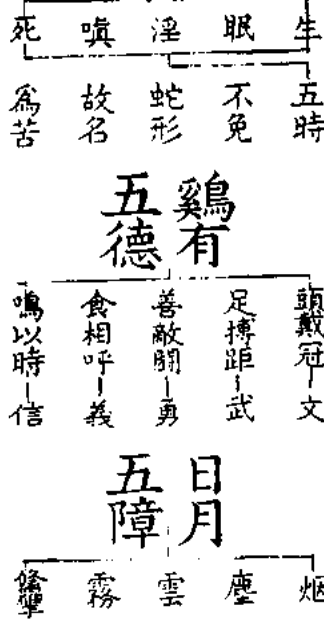 生
眠
淫
嗔
死
五時
不免
蛇形
故名
為苦
鷄有
五德
頭戴冠-文
足搏距-武
善敵鬪-勇
食相呼-義
鳴以時-信
日月
五障
烟
塵
雲
霧